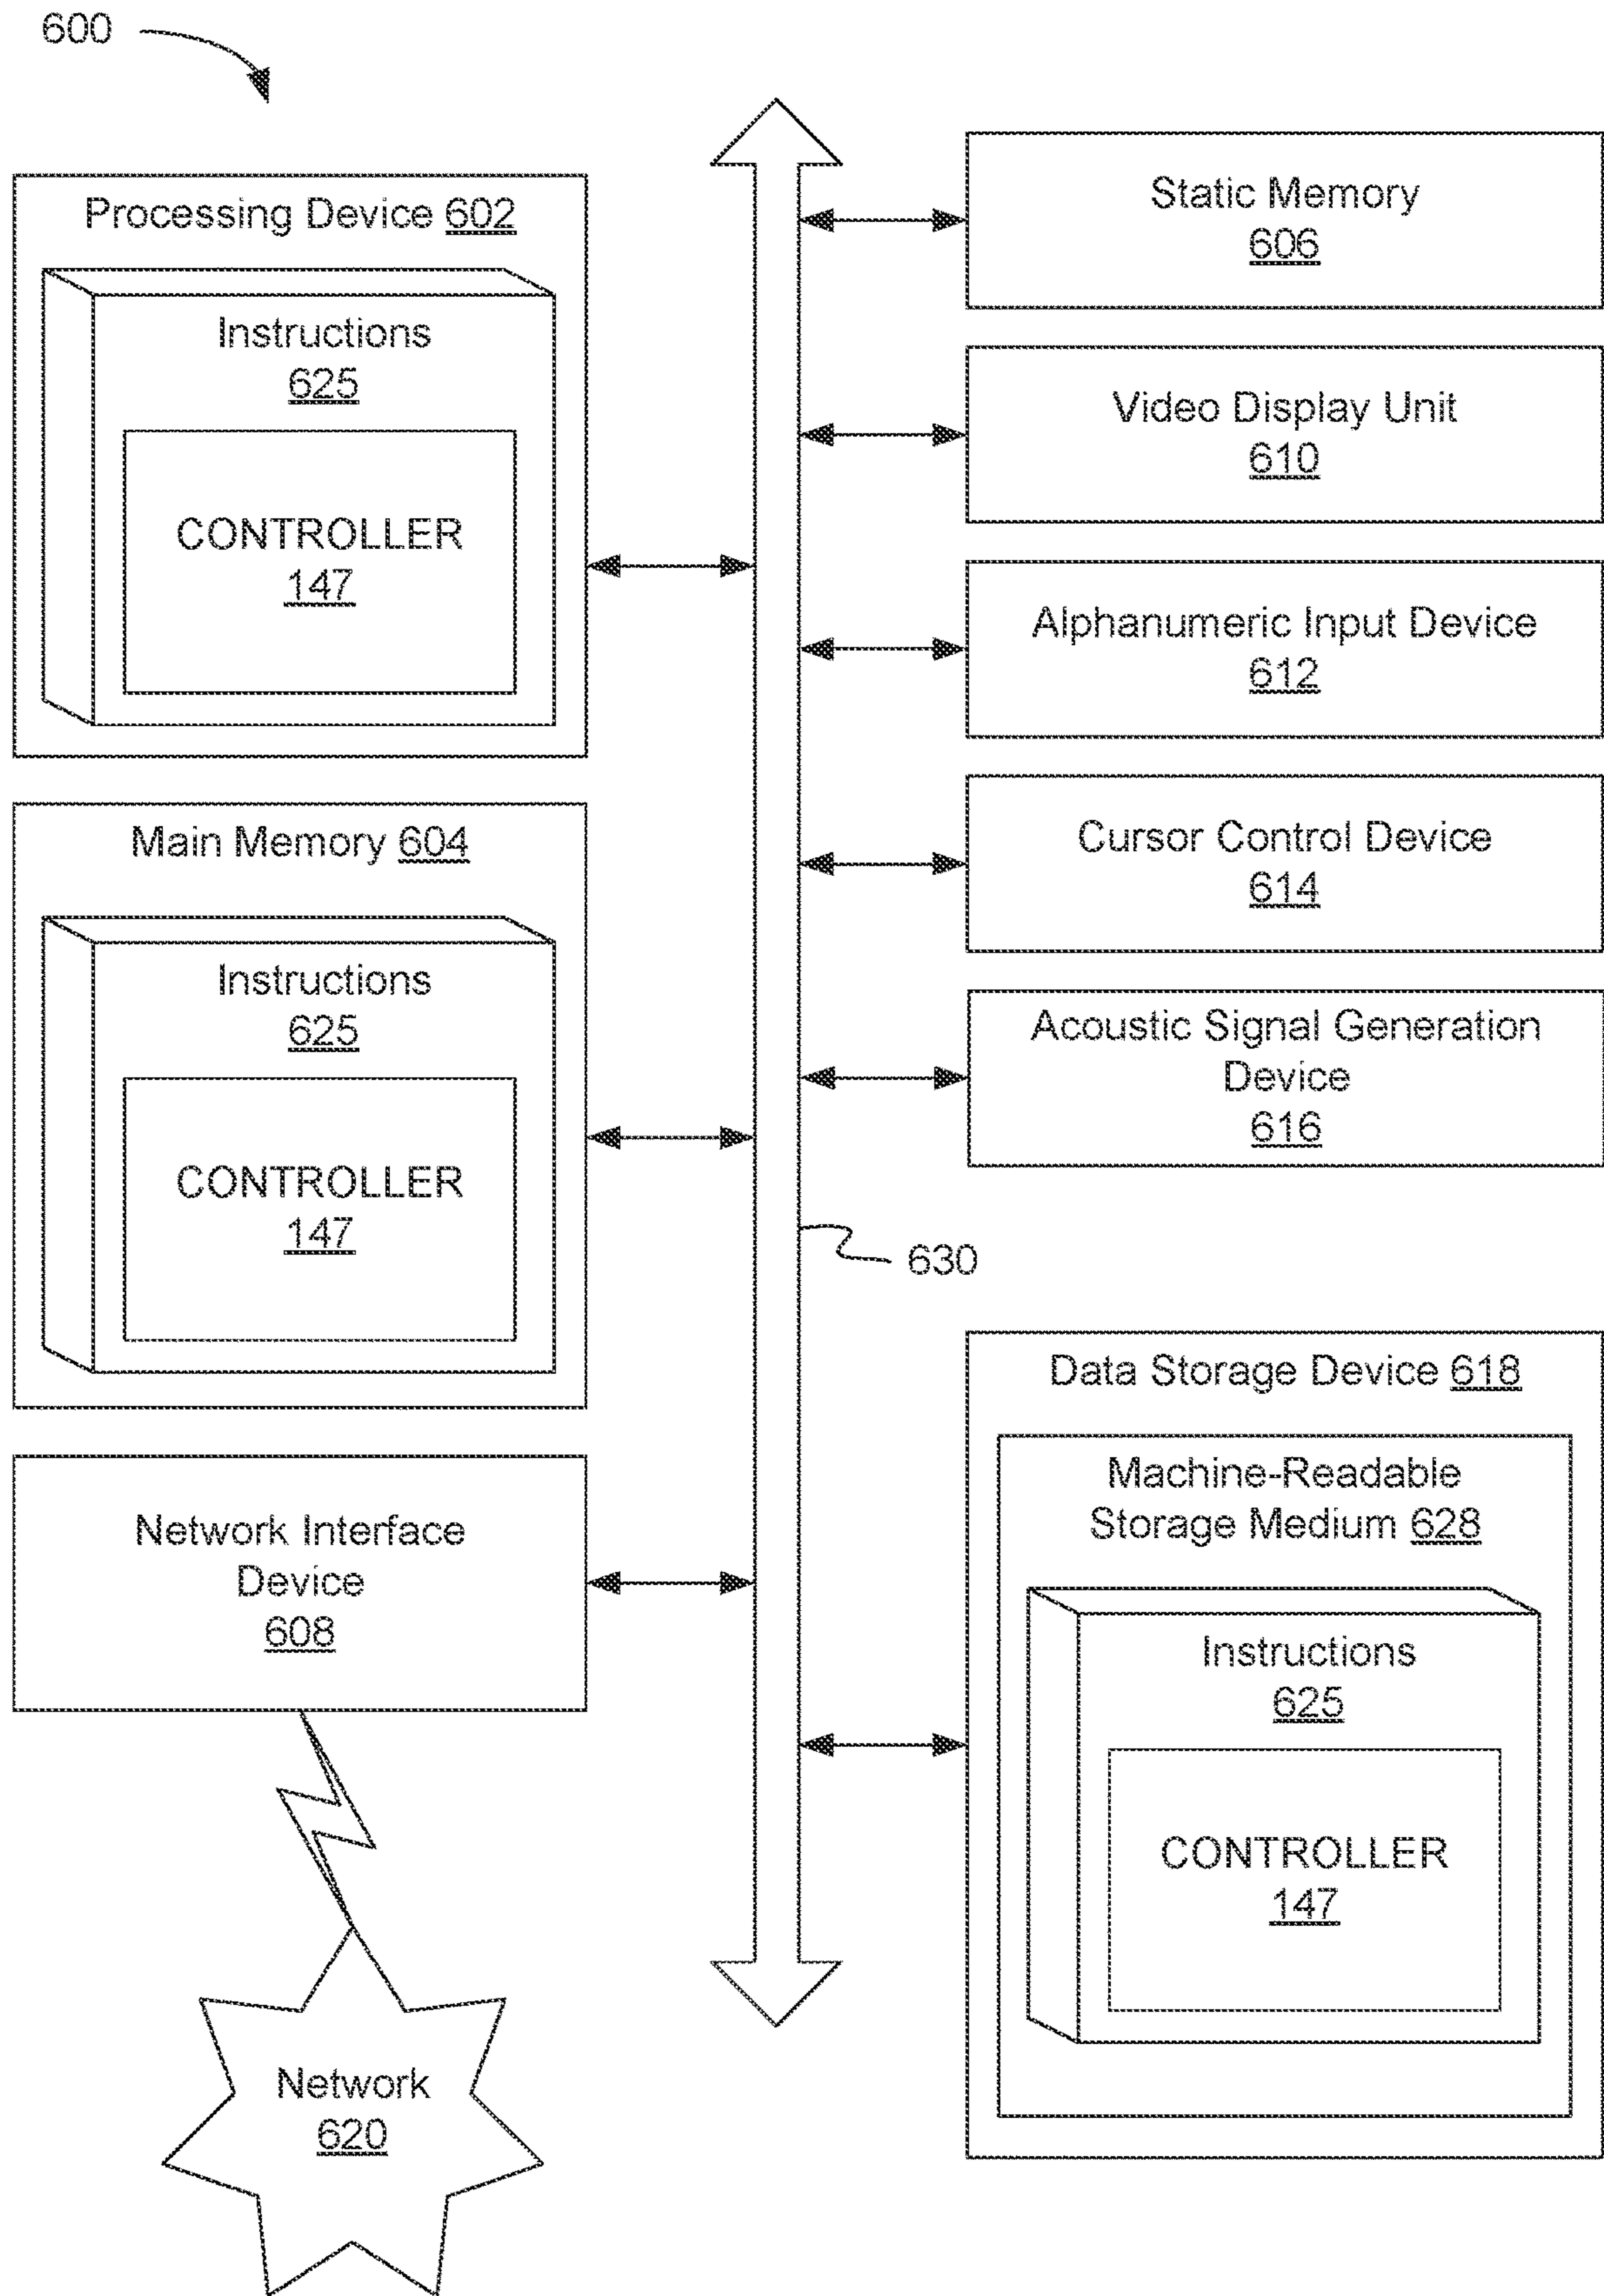 600
Processing Device 602
Instructions
625
CONTROLLER
147
Main Memory 604
Instructions
625
CONTROLLER
147
Network Interface
Device
608
Network
620
Static Memory
606
Video Display Unit
610
Alphanumeric Input Device
612
Cursor Control Device
614
Acoustic Signal Generation
Device
616
630
Data Storage Device 618
Machine-Readable
Storage Medium 628
Instructions
625
CONTROLLER
147